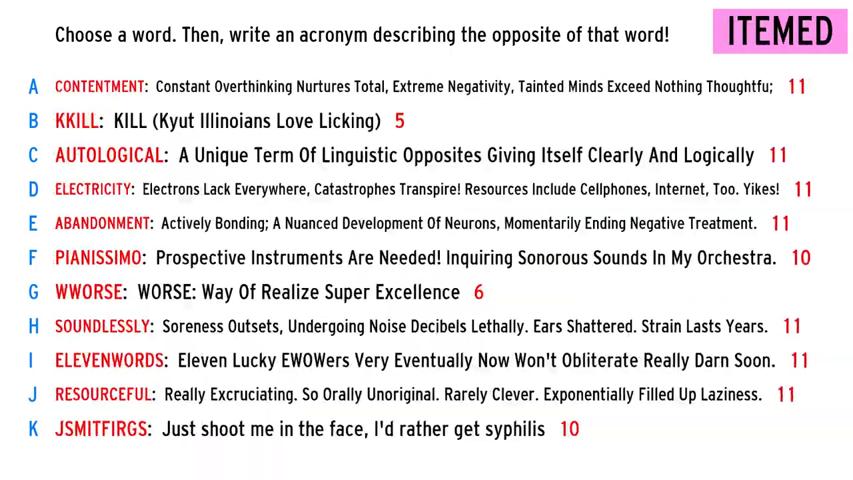 Choose a word. Then, write an acronym describing the opposite of that word!
ITEMED
A CONTENTMENT: Constant Overthinking Nurtures Total, Extreme Negativity, Tainted Minds Exceed Nothing Thoughtfu; 11
B KKILL: KILL (Kyut Illinoians Love Licking) 5
C AUTOLOGICAL: A Unique Term Of Linguistic Opposites Giving Itself Clearly And Logically 11
D ELECTRICITY: Electrons Lack Everywhere, Catastrophes Transpire! Resources Include Cellphones, Internet, Too. Yikes! 11
E ABANDONMENT: Actively Bonding; A Nuanced Development Of Neurons, Momentarily Ending Negative Treatment. 11
F PIANISSIMO: Prospective Instruments Are Needed! Inquiring Sonorous Sounds In My Orchestra. 10
G WWORSE: WORSE: Way Of Realize Super Excellence 6
H SOUNDLESSLY: Soreness Outsets, Undergoing Noise Decibels Lethally. Ears Shattered. Strain Lasts Years. 11
I ELEVENWORDS: Eleven Lucky EWOWers Very Eventually Now Won't Obliterate Really Darn Soon. 11
J RESOURCEFUL: Really Excruciating. So Orally Unoriginal. Rarely Clever. Exponentially Filled Up Laziness. 11
K JSMITFIRGS: Just shoot me in the face, I'd rather get syphilis 10